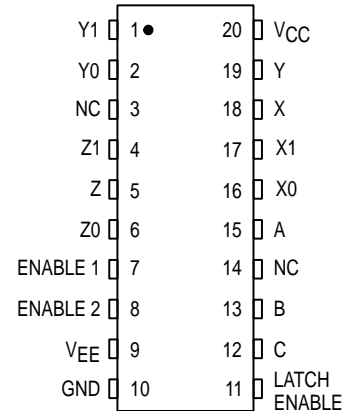 Y1 1 20 VCC
Y0 2 19 Y
NC 3 18 X
Z1 4 17 X1
Z 5 16 X0
Z0 6 15 A
ENABLE 1 7 14 NC
ENABLE 2 8 13 B
VEE 9 12 C
GND 10 11 LATCH
ENABLE